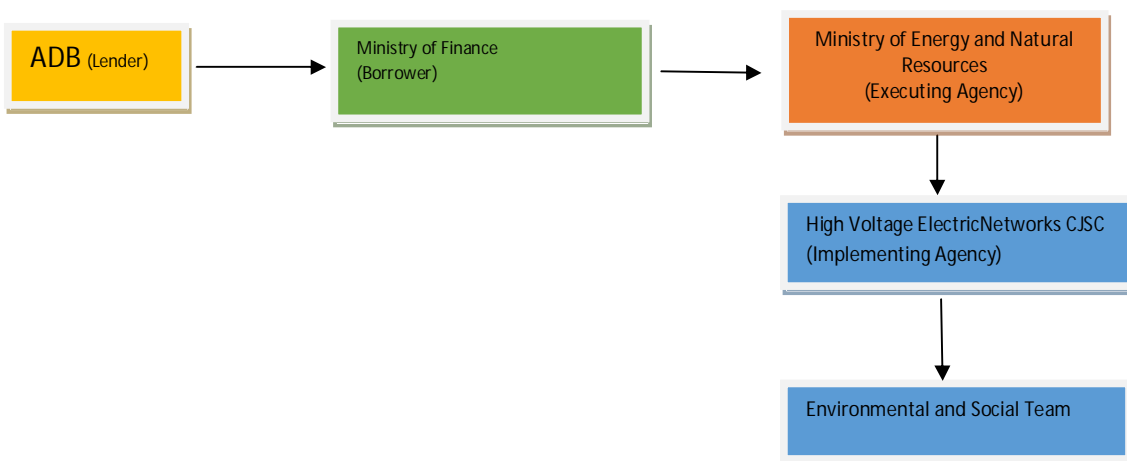 ADB (Lender)
Ministry of Finance
(Borrower)
Ministry of Energy and Natural
Resources
(Executing Agency)
High Voltage ElectricNetworks CJSC
(Implementing Agency)
Environmental and Social Team